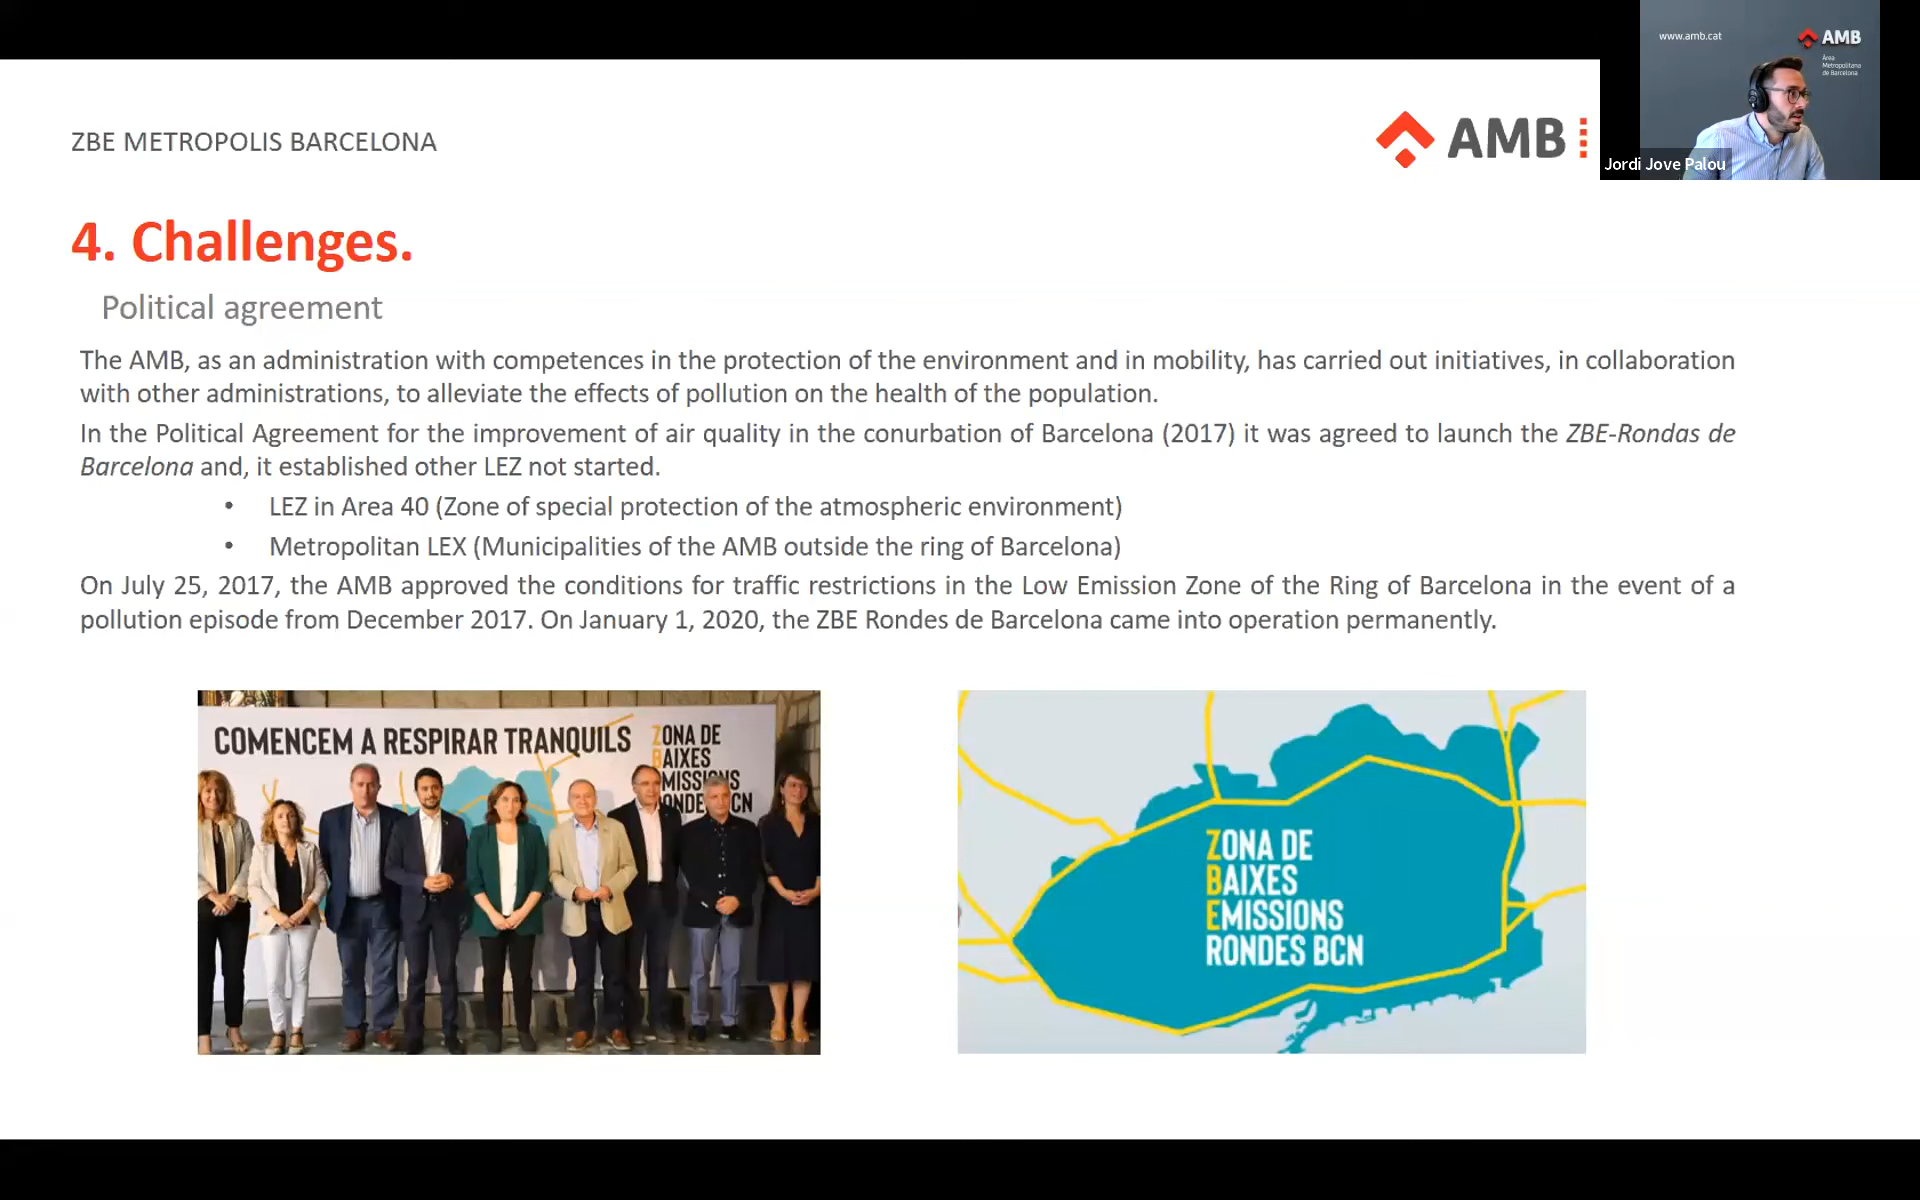 www.amb.cat
AMB
Àrea
Metropolitana
de Barcelona
Jordi Jove Palou
ZBE METROPOLIS BARCELONA
AMB
4. Challenges.
Political agreement
The AMB, as an administration with competences in the protection of the environment and in mobility, has carried out initiatives, in collaboration
with other administrations, to alleviate the effects of pollution on the health of the population.
In the Political Agreement for the improvement of air quality in the conurbation of Barcelona (2017) it was agreed to launch the ZBE-Rondas de
Barcelona and, it established other LEZ not started.
• LEZ in Area 40 (Zone of special protection of the atmospheric environment)
• Metropolitan LEX (Municipalities of the AMB outside the ring of Barcelona)
On July 25, 2017, the AMB approved the conditions for traffic restrictions in the Low Emission Zone of the Ring of Barcelona in the event of a
pollution episode from December 2017. On January 1, 2020, the ZBE Rondes de Barcelona came into operation permanently.
COMENCEM A RESPIRAR TRANQUILS
ZONA DE
BAIXES
EMISSIONS
RONDES BCN
ZONA DE
BAIXES
EMISSIONS
RONDES BCN